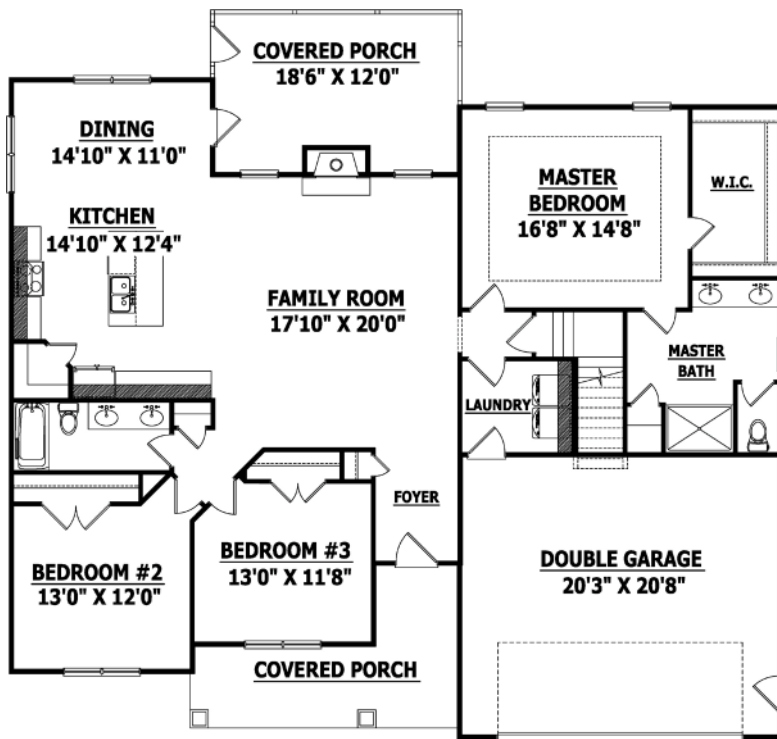 COVERED PORCH
18'6" X 12'0"
DINING
14'10" X 11'0"
KITCHEN
14'10" X 12'4"
MASTER
BEDROOM
16'8" X 14'8"
W.I.C.
FAMILY ROOM
17'10" X 20'0"
MASTER
BATH
LAUNDRY
FOYER
BEDROOM #2
13'0" X 12'0"
BEDROOM #3
13'0" X 11'8"
DOUBLE GARAGE
20'3" X 20'8"
COVERED PORCH